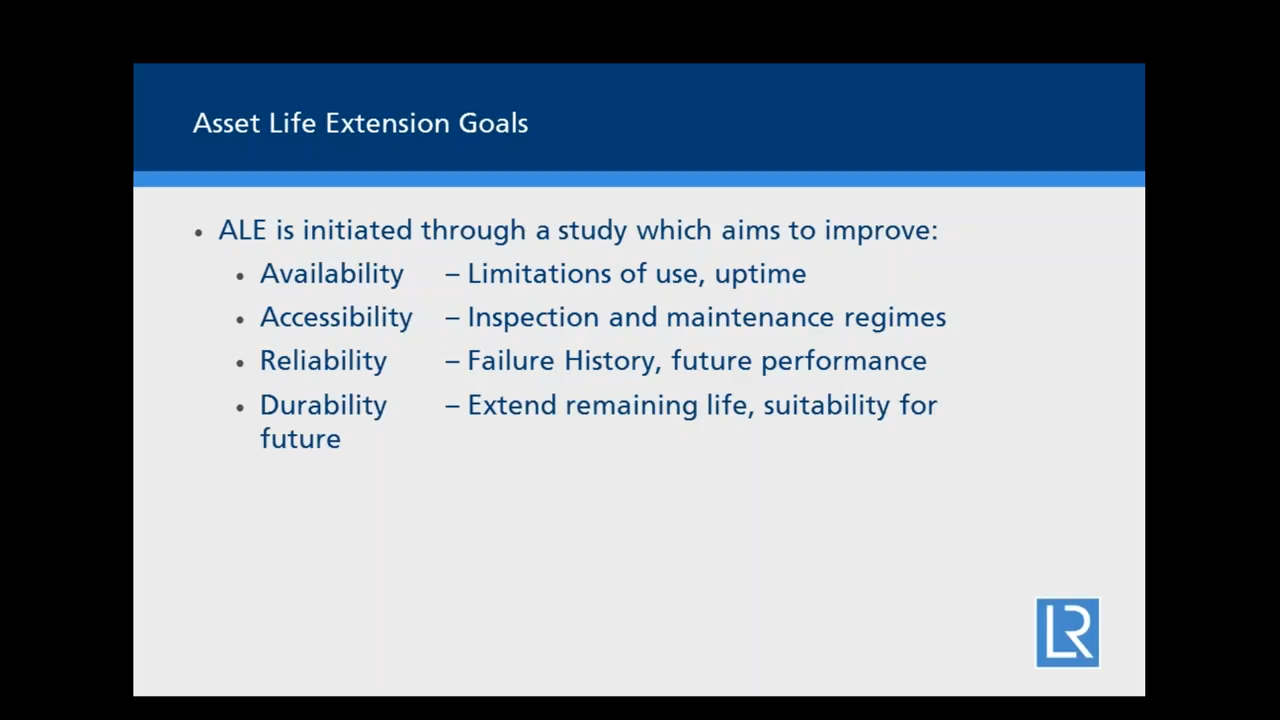 Asset Life Extension Goals
• ALE is initiated through a study which aims to improve:
• Availability – Limitations of use, uptime
• Accessibility – Inspection and maintenance regimes
• Reliability – Failure History, future performance
• Durability – Extend remaining life, suitability for
future
LR